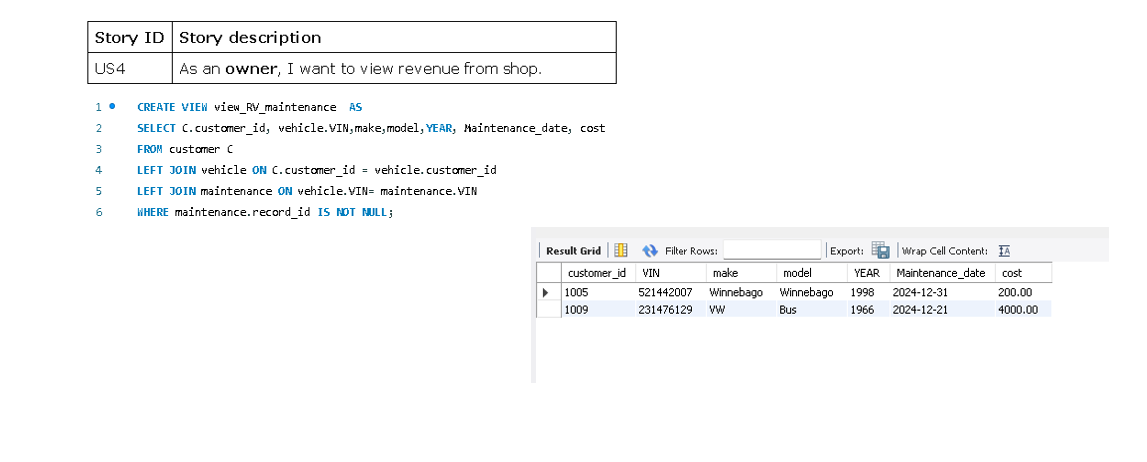 Story ID Story description
US4 As an owner, I want to view revenue from shop.
1 CREATE VIEW view_RV_maintenance AS
2 SELECT C.customer_id, vehicle.VIN,make,model,YEAR, Maintenance_date, cost
3 FROM customer C
4 LEFT JOIN vehicle ON C.customer_id = vehicle.customer_id
5 LEFT JOIN maintenance ON vehicle.VIN= maintenance.VIN
6 WHERE maintenance.record_id IS NOT NULL;
Result Grid Filter Rows: Export: Wrap Cell Content: IA
customer_id VIN make model YEAR Maintenance_date cost
1005 521442007 Winnebago Winnebago 1998 2024-12-31 200.00
1009 231476129 VW Bus 1966 2024-12-21 4000.00